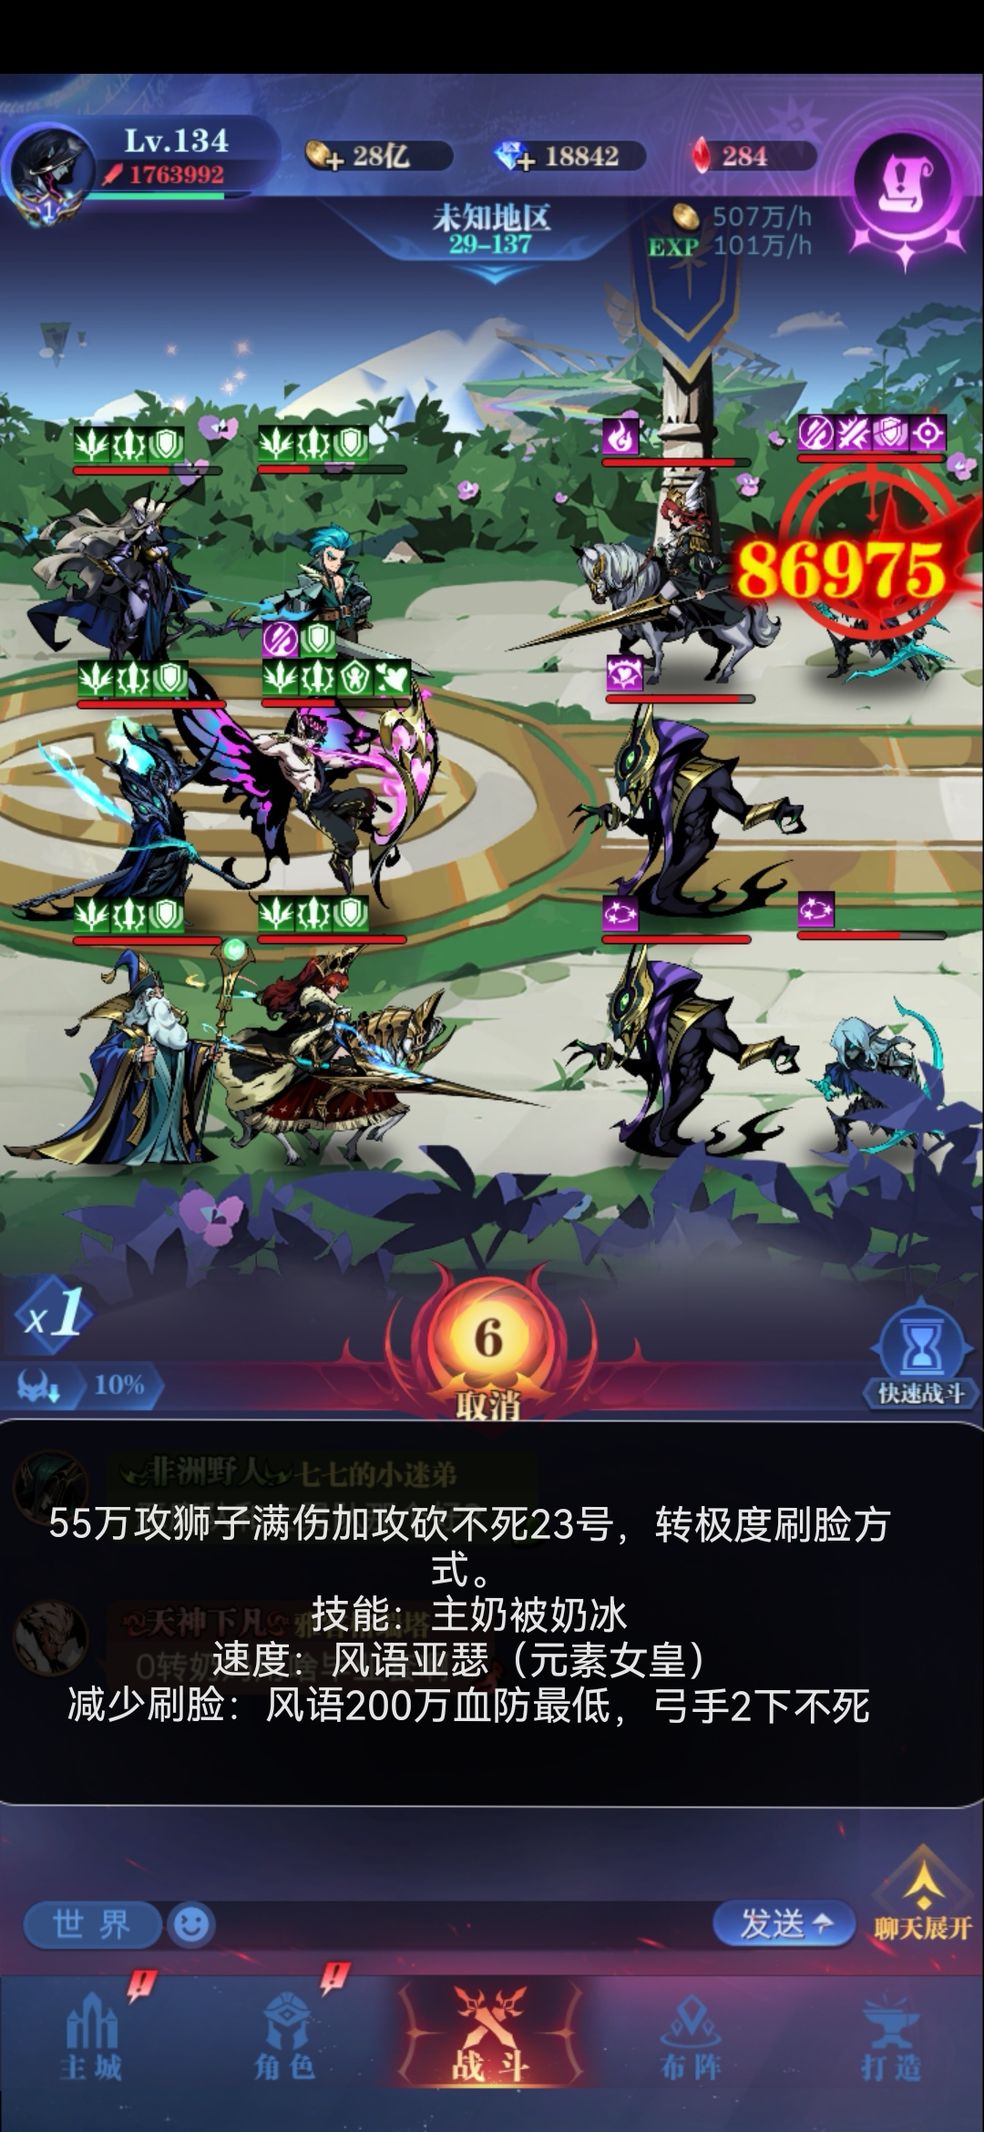 Lv.134
1763992
1
28亿
18842
284
未知地区
29-137
507万/h
EXP 101万/h
86975
x1
6
取消
10%
快速战斗
非洲野人 七七的小迷弟
55万攻狮子满伤加攻砍不死23号，转极度刷脸方
式。
天神下凡
技能：主奶被奶冰
速度：风语亚瑟（元素女皇）
减少刷脸：风语200万血防最低，弓手2下不死
世界
发送
聊天展开
主城
角色
战斗
布阵
打造